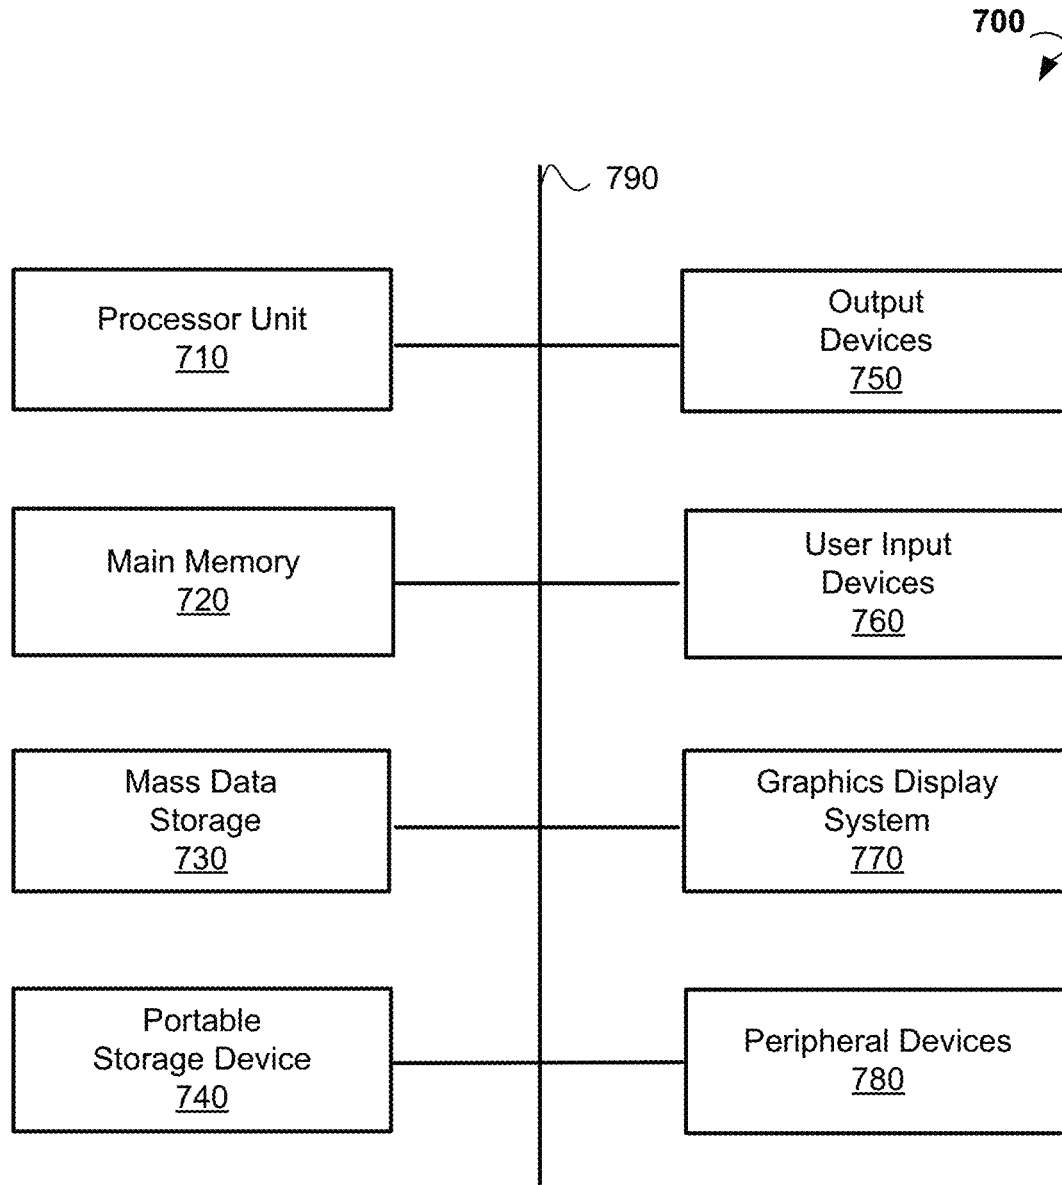 700
790
Processor Unit
710
Output
Devices
750
Main Memory
720
User Input
Devices
760
Mass Data
Storage
730
Graphics Display
System
770
Portable
Storage Device
740
Peripheral Devices
780